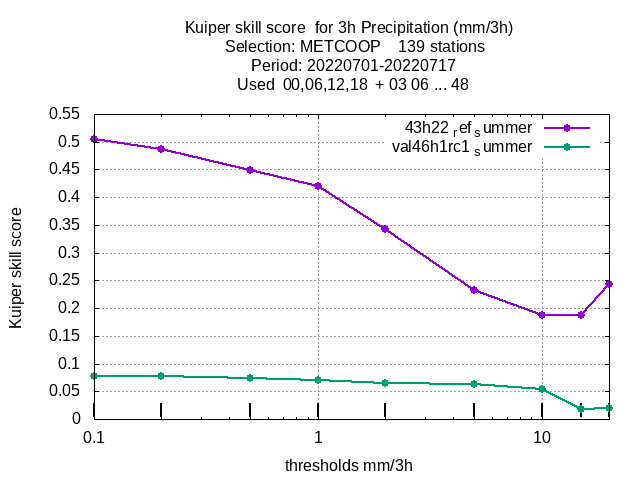 Kuiper skill score  for 3h Precipitation (mm/3h)
Selection: METCOOP    139 stations
Period: 20220701-20220717
Used  00,06,12,18  + 03 06 ... 48
43h22 ref summer
val46h1rc1 summer
0.55
0.5
0.45
0.4
0.35
0.3
0.25
0.2
0.15
0.1
0.05
0
Kuiper skill score
0.1 1 10
thresholds mm/3h